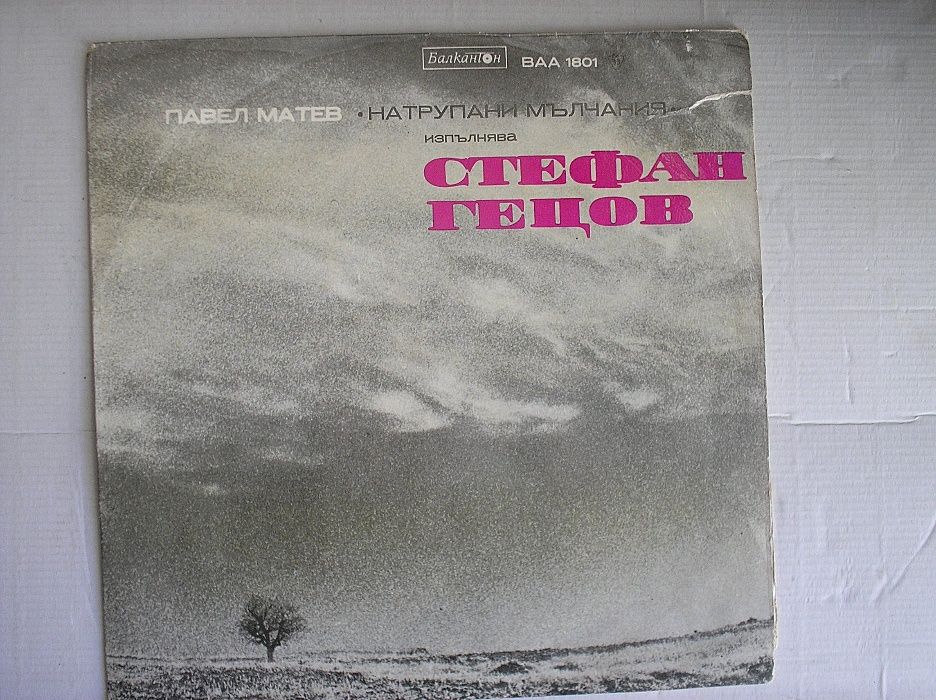 БалканТон ВАА 1801
ПАВЕЛ МАТЕВ • НАТРУПАНИ МЪЛЧАНИЯ •
изпълнява
СТЕФАН
ГЕЦОВ